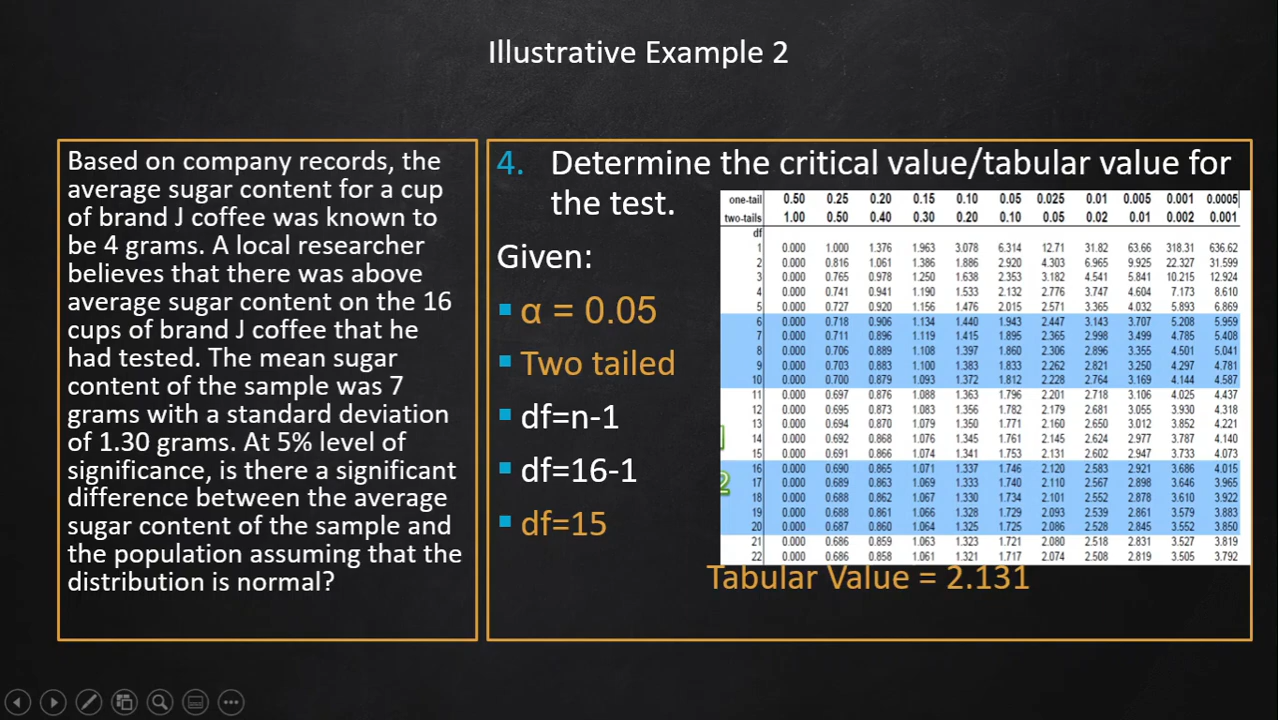 Illustrative Example 2
Based on company records, the
average sugar content for a cup
of brand J coffee was known to
be 4 grams. A local researcher
believes that there was above
average sugar content on the 16
cups of brand J coffee that he
had tested. The mean sugar
content of the sample was 7
grams with a standard deviation
of 1.30 grams. At 5% level of
significance, is there a significant
difference between the average
sugar content of the sample and
the population assuming that the
distribution is normal?
4. Determine the critical value/tabular value for
the test.
Given:
▪ α = 0.05
▪ Two tailed
▪ df=n-1
▪ df=16-1
▪ df=15
one-tail 0.50 0.25 0.20 0.15 0.10 0.05 0.025 0.01 0.005 0.001 0.0005
two-tails 1.00 0.50 0.40 0.30 0.20 0.10 0.05 0.02 0.01 0.002 0.001
df
1 0.000 1.000 1.376 1.963 3.078 6.314 12.71 31.82 63.66 318.31 636.62
2 0.000 0.816 1.061 1.386 1.886 2.920 4.303 6.965 9.925 22.327 31.599
3 0.000 0.765 0.978 1.250 1.638 2.353 3.182 4.541 5.841 10.215 12.924
4 0.000 0.741 0.941 1.190 1.533 2.132 2.776 3.747 4.604 7.173 8.610
5 0.000 0.727 0.920 1.156 1.476 2.015 2.571 3.365 4.032 5.893 6.869
6 0.000 0.718 0.906 1.134 1.440 1.943 2.447 3.143 3.707 5.208 5.959
7 0.000 0.711 0.896 1.119 1.415 1.895 2.365 2.998 3.499 4.785 5.408
8 0.000 0.706 0.889 1.108 1.397 1.860 2.306 2.896 3.355 4.501 5.041
9 0.000 0.703 0.883 1.100 1.383 1.833 2.262 2.821 3.250 4.297 4.781
10 0.000 0.700 0.879 1.093 1.372 1.812 2.228 2.764 3.169 4.144 4.587
11 0.000 0.697 0.876 1.088 1.363 1.796 2.201 2.718 3.106 4.025 4.437
12 0.000 0.695 0.873 1.083 1.356 1.782 2.179 2.681 3.055 3.930 4.318
13 0.000 0.694 0.870 1.079 1.350 1.771 2.160 2.650 3.012 3.852 4.221
14 0.000 0.692 0.868 1.076 1.345 1.761 2.145 2.624 2.977 3.787 4.140
15 0.000 0.691 0.866 1.074 1.341 1.753 2.131 2.602 2.947 3.733 4.073
16 0.000 0.690 0.865 1.071 1.337 1.746 2.120 2.583 2.921 3.686 4.015
17 0.000 0.689 0.863 1.069 1.333 1.740 2.110 2.567 2.898 3.646 3.965
18 0.000 0.688 0.862 1.067 1.330 1.734 2.101 2.552 2.878 3.610 3.922
19 0.000 0.688 0.861 1.066 1.328 1.729 2.093 2.539 2.861 3.579 3.883
20 0.000 0.687 0.860 1.064 1.325 1.725 2.086 2.528 2.845 3.552 3.850
21 0.000 0.686 0.859 1.063 1.323 1.721 2.080 2.518 2.831 3.527 3.819
22 0.000 0.686 0.858 1.061 1.321 1.717 2.074 2.508 2.819 3.505 3.792
Tabular Value = 2.131